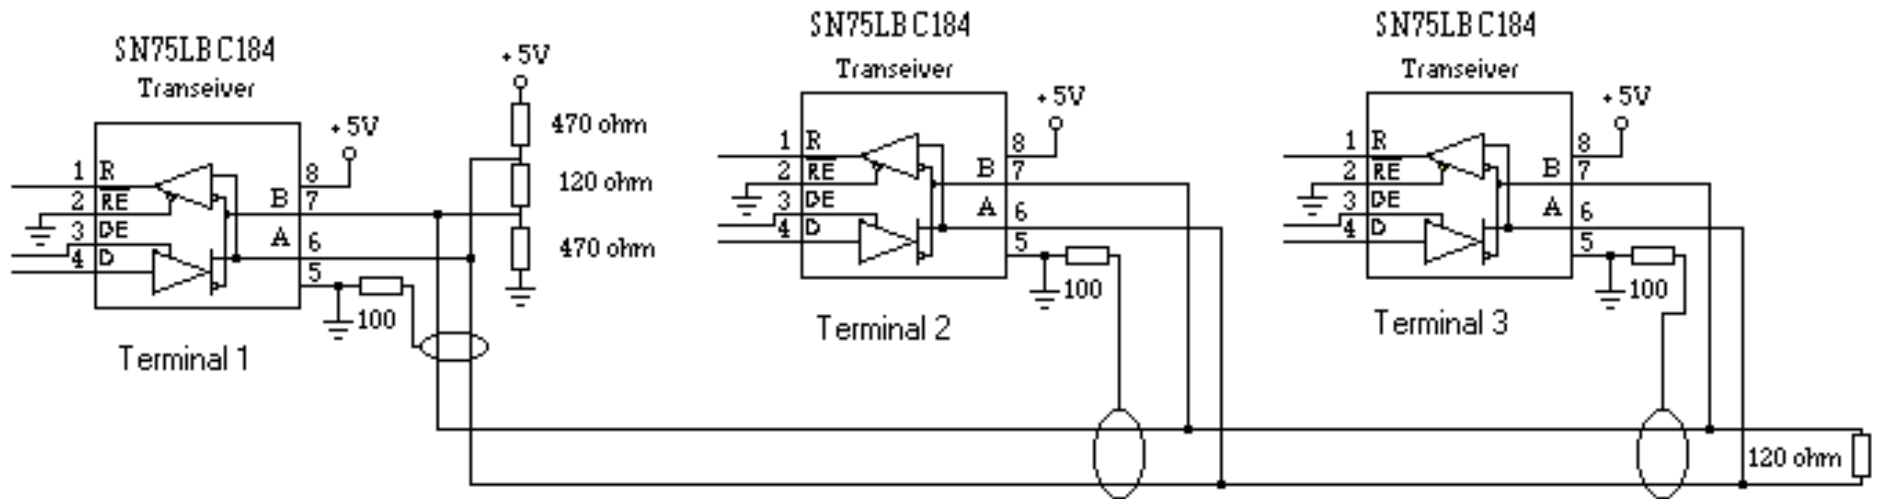 SN75LBC184
Transeiver
+5V
470 ohm
120 ohm
470 ohm
+5V
1 R
2 RE
3 DE
4 D
8
B 7
A 6
5
100
Terminal 1
SN75LBC184
Transeiver
+5V
1 R
2 RE
3 DE
4 D
8
B 7
A 6
5
100
Terminal 2
SN75LBC184
Transeiver
+5V
1 R
2 RE
3 DE
4 D
8
B 7
A 6
5
100
Terminal 3
120 ohm